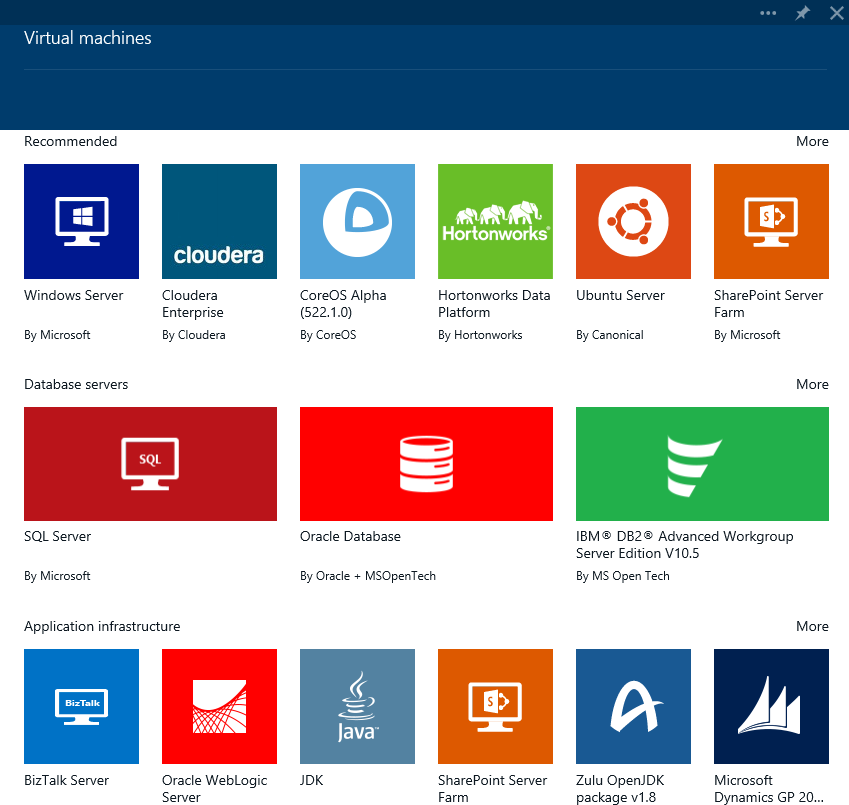 Virtual machines
Recommended More
cloudera
Hortonworks
Windows Server
Cloudera
Enterprise
CoreOS Alpha
(522.1.0)
Hortonworks Data
Platform
Ubuntu Server
SharePoint Server
Farm
By Microsoft
By Cloudera
By CoreOS
By Hortonworks
By Canonical
By Microsoft
Database servers More
SQL
SQL Server
Oracle Database
IBM® DB2® Advanced Workgroup
Server Edition V10.5
By Microsoft
By Oracle + MSOpenTech
By MS Open Tech
Application infrastructure More
BizTalk
Java™
S
BizTalk Server
Oracle WebLogic
Server
JDK
SharePoint Server
Farm
Zulu OpenJDK
package v1.8
Microsoft
Dynamics GP 20...